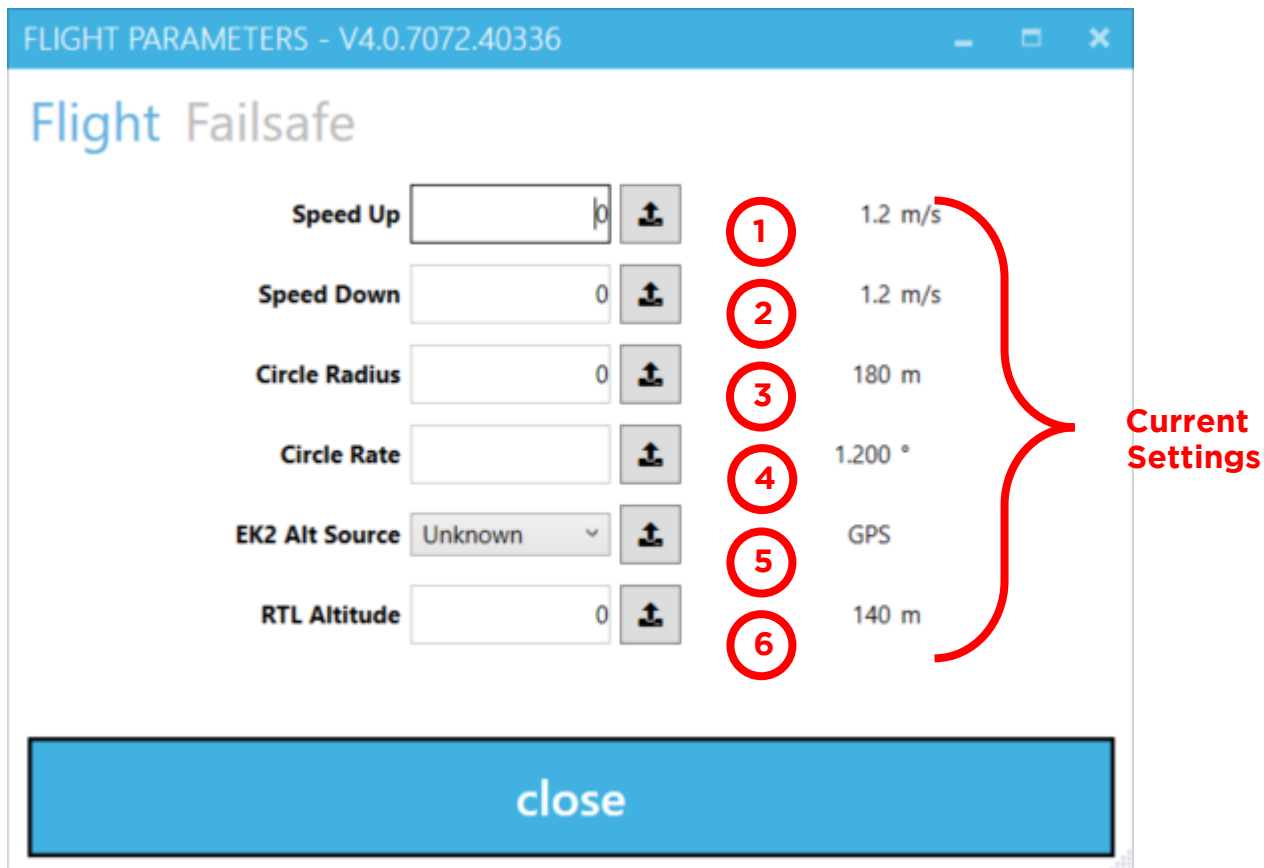 FLIGHT PARAMETERS - V4.0.7072.40336
Flight Failsafe
Speed Up 0 1 1.2 m/s
Speed Down 0 2 1.2 m/s
Circle Radius 0 3 180 m
Circle Rate 4 1.200 °
EK2 Alt Source Unknown 5 GPS
RTL Altitude 0 6 140 m
Current
Settings
close